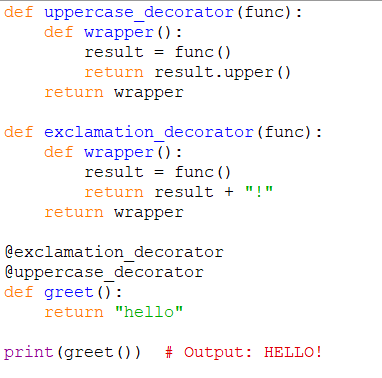 def uppercase_decorator(func):
    def wrapper():
        result = func()
        return result.upper()
    return wrapper

def exclamation_decorator(func):
    def wrapper():
        result = func()
        return result + "!"
    return wrapper

@exclamation_decorator
@uppercase_decorator
def greet():
    return "hello"

print(greet())  # Output: HELLO!